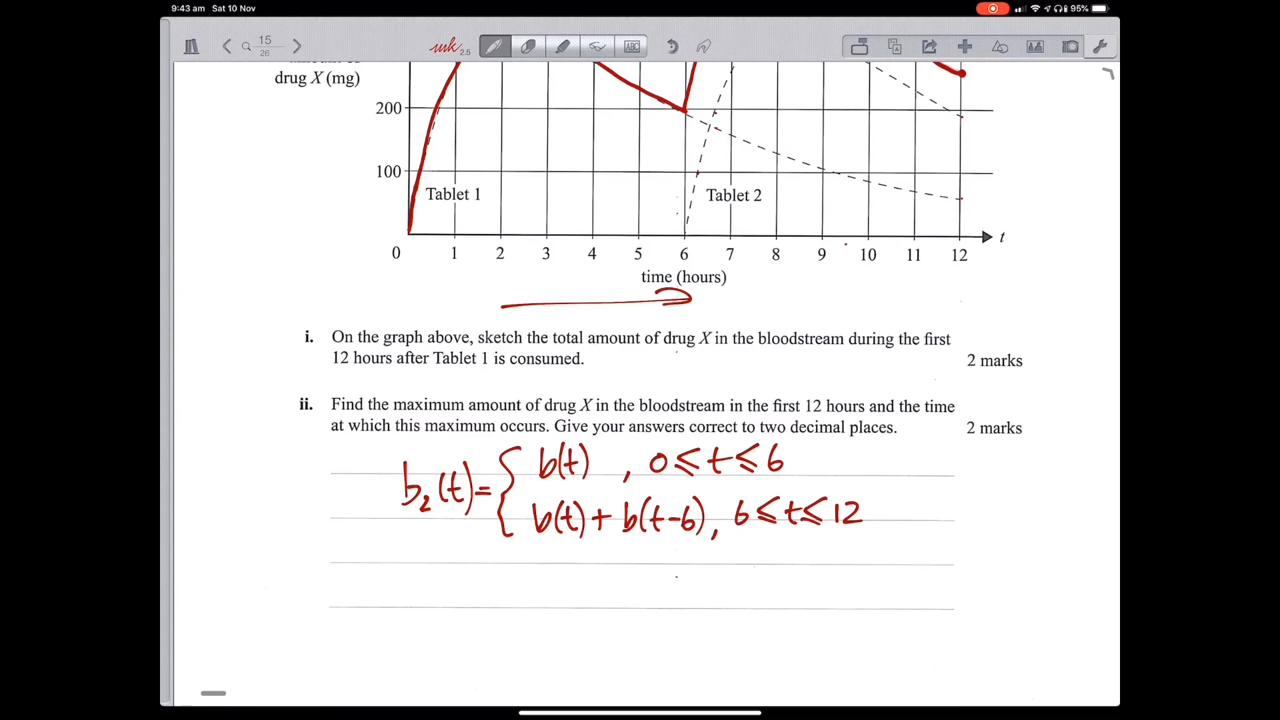 9:43 am Sat 10 Nov
95%
15
26
2.5
ABC
drug X (mg)
200
100
Tablet 1
Tablet 2
t
0 1 2 3 4 5 6 7 8 9 10 11 12
time (hours)
i. On the graph above, sketch the total amount of drug X in the bloodstream during the first
12 hours after Tablet 1 is consumed. 2 marks
ii. Find the maximum amount of drug X in the bloodstream in the first 12 hours and the time
at which this maximum occurs. Give your answers correct to two decimal places. 2 marks
b₂(t)= { b(t) , 0 ⩽ t ⩽ 6
b(t) + b(t-6), 6 ⩽ t ⩽ 12